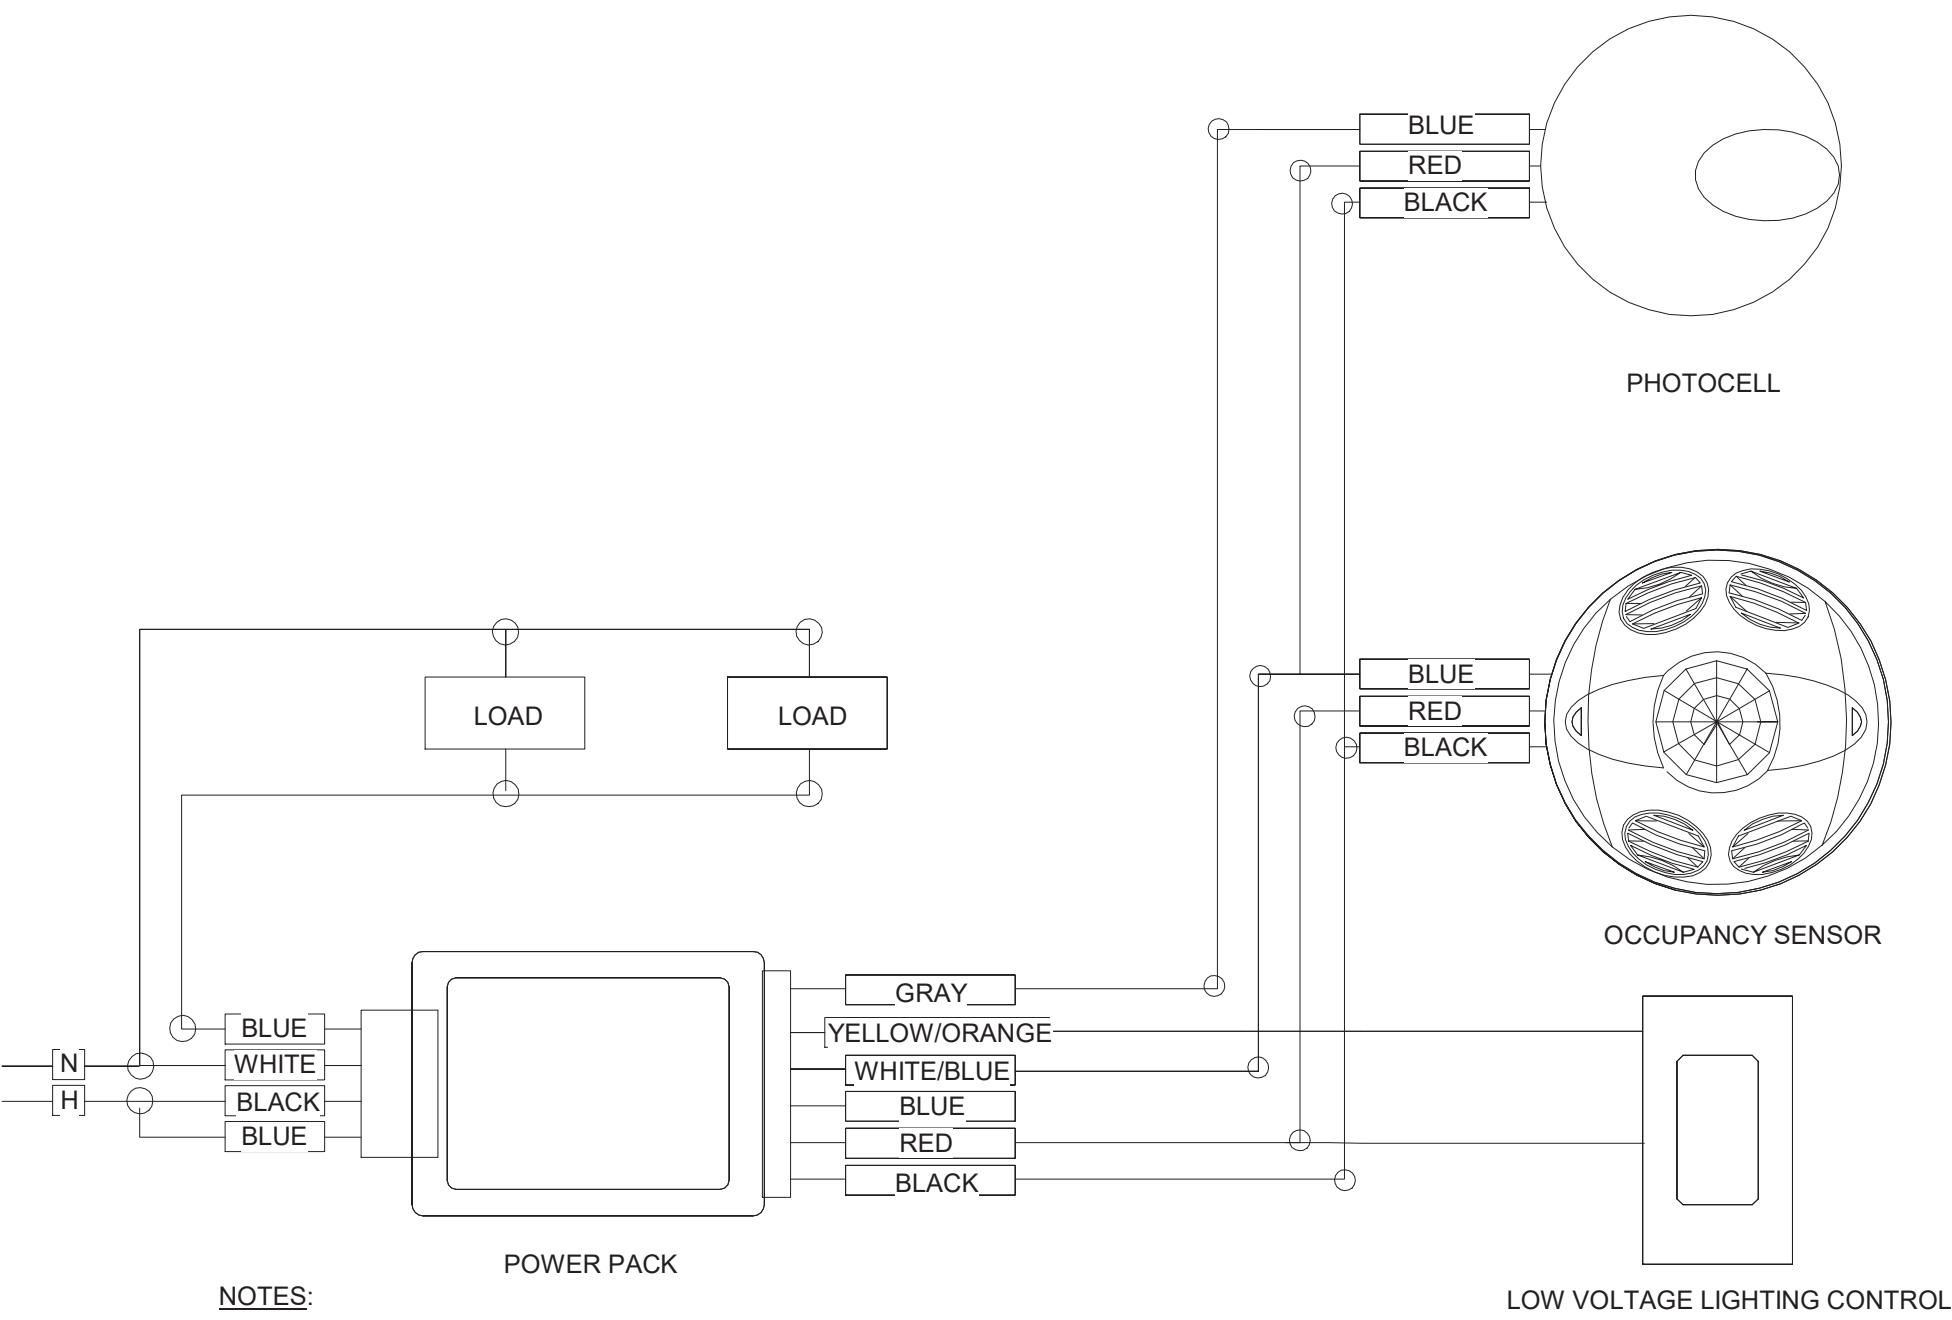 BLUE
RED
BLACK
PHOTOCELL
BLUE
RED
BLACK
OCCUPANCY SENSOR
LOAD
LOAD
BLUE
N
WHITE
H
BLACK
BLUE
GRAY
YELLOW/ORANGE
WHITE/BLUE
BLUE
RED
BLACK
POWER PACK
NOTES:
LOW VOLTAGE LIGHTING CONTROL